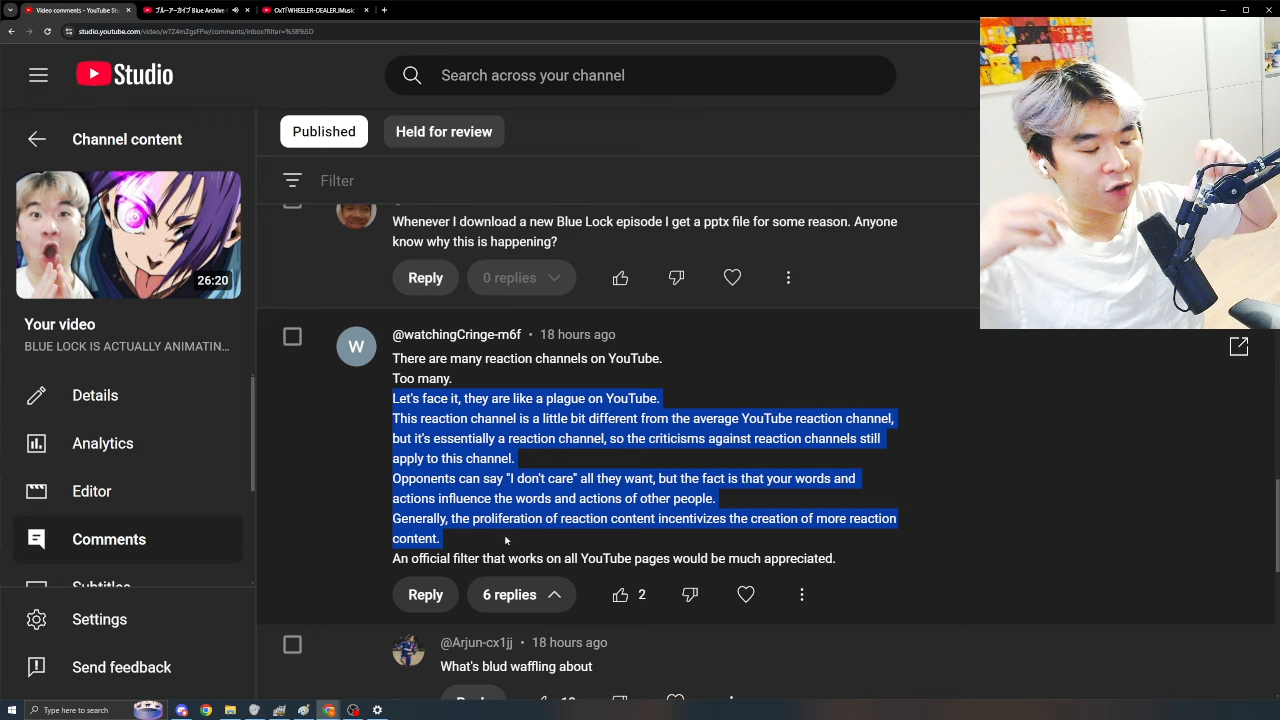 Video comments - YouTube Stu
ブルーアーカイブ Blue Archive
OxT「WHEELER-DEALER」Music
studio.youtube.com/video/w7Z4mZgsFPw/comments/inbox?filter=%5B%5D
Studio
Search across your channel
Channel content
Published
Held for review
Filter
26:20
Your video
BLUE LOCK IS ACTUALLY ANIMATIN...
Details
Analytics
Editor
Comments
Subtitles
Settings
Send feedback
Whenever I download a new Blue Lock episode I get a pptx file for some reason. Anyone
know why this is happening?
Reply
0 replies
W
@watchingCringe-m6f • 18 hours ago
There are many reaction channels on YouTube.
Too many.
Let's face it, they are like a plague on YouTube.
This reaction channel is a little bit different from the average YouTube reaction channel,
but it's essentially a reaction channel, so the criticisms against reaction channels still
apply to this channel.
Opponents can say "I don't care" all they want, but the fact is that your words and
actions influence the words and actions of other people.
Generally, the proliferation of reaction content incentivizes the creation of more reaction
content.
An official filter that works on all YouTube pages would be much appreciated.
Reply
6 replies
2
@Arjun-cx1jj • 18 hours ago
What's blud waffling about
Type here to search